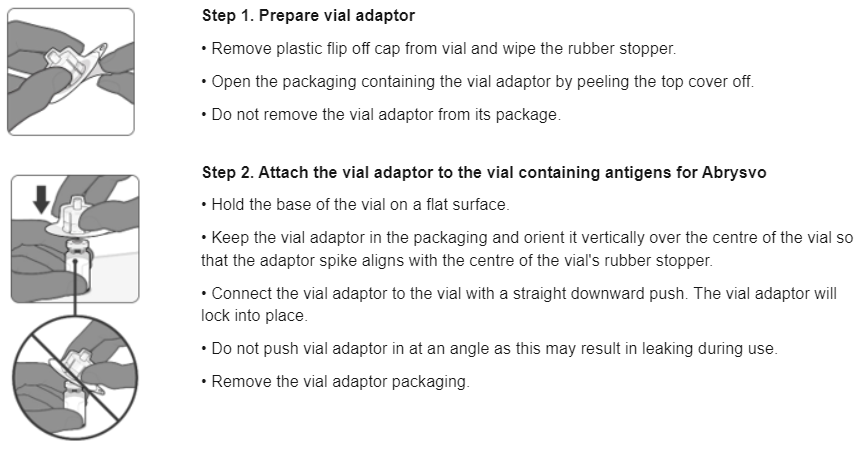 Step 1. Prepare vial adaptor
• Remove plastic flip off cap from vial and wipe the rubber stopper.
• Open the packaging containing the vial adaptor by peeling the top cover off.
• Do not remove the vial adaptor from its package.
Step 2. Attach the vial adaptor to the vial containing antigens for Abrysvo
• Hold the base of the vial on a flat surface.
• Keep the vial adaptor in the packaging and orient it vertically over the centre of the vial so
that the adaptor spike aligns with the centre of the vial's rubber stopper.
• Connect the vial adaptor to the vial with a straight downward push. The vial adaptor will
lock into place.
• Do not push vial adaptor in at an angle as this may result in leaking during use.
• Remove the vial adaptor packaging.